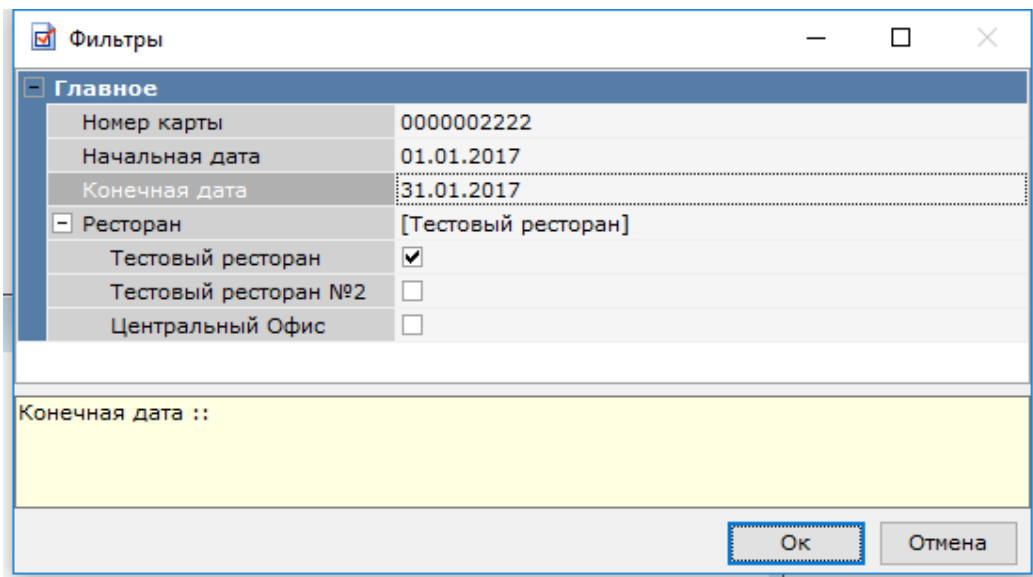 Фильтры
Главное
Номер карты 0000002222
Начальная дата 01.01.2017
Конечная дата 31.01.2017
Ресторан [Тестовый ресторан]
Тестовый ресторан
Тестовый ресторан №2
Центральный Офис
Конечная дата ::
Ок Отмена